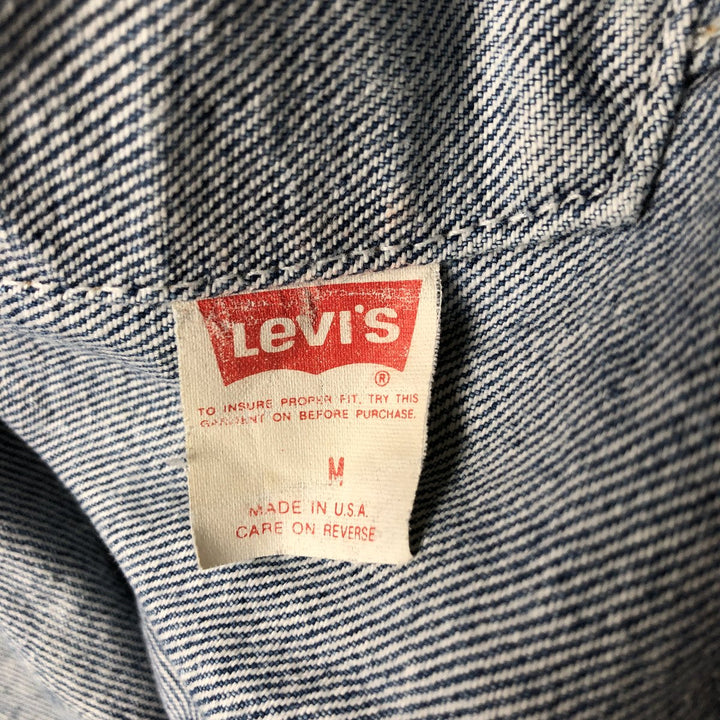 Levi's
®
TO INSURE PROPER FIT, TRY THIS
GARMENT ON BEFORE PURCHASE.
M
MADE IN U.S.A.
CARE ON REVERSE